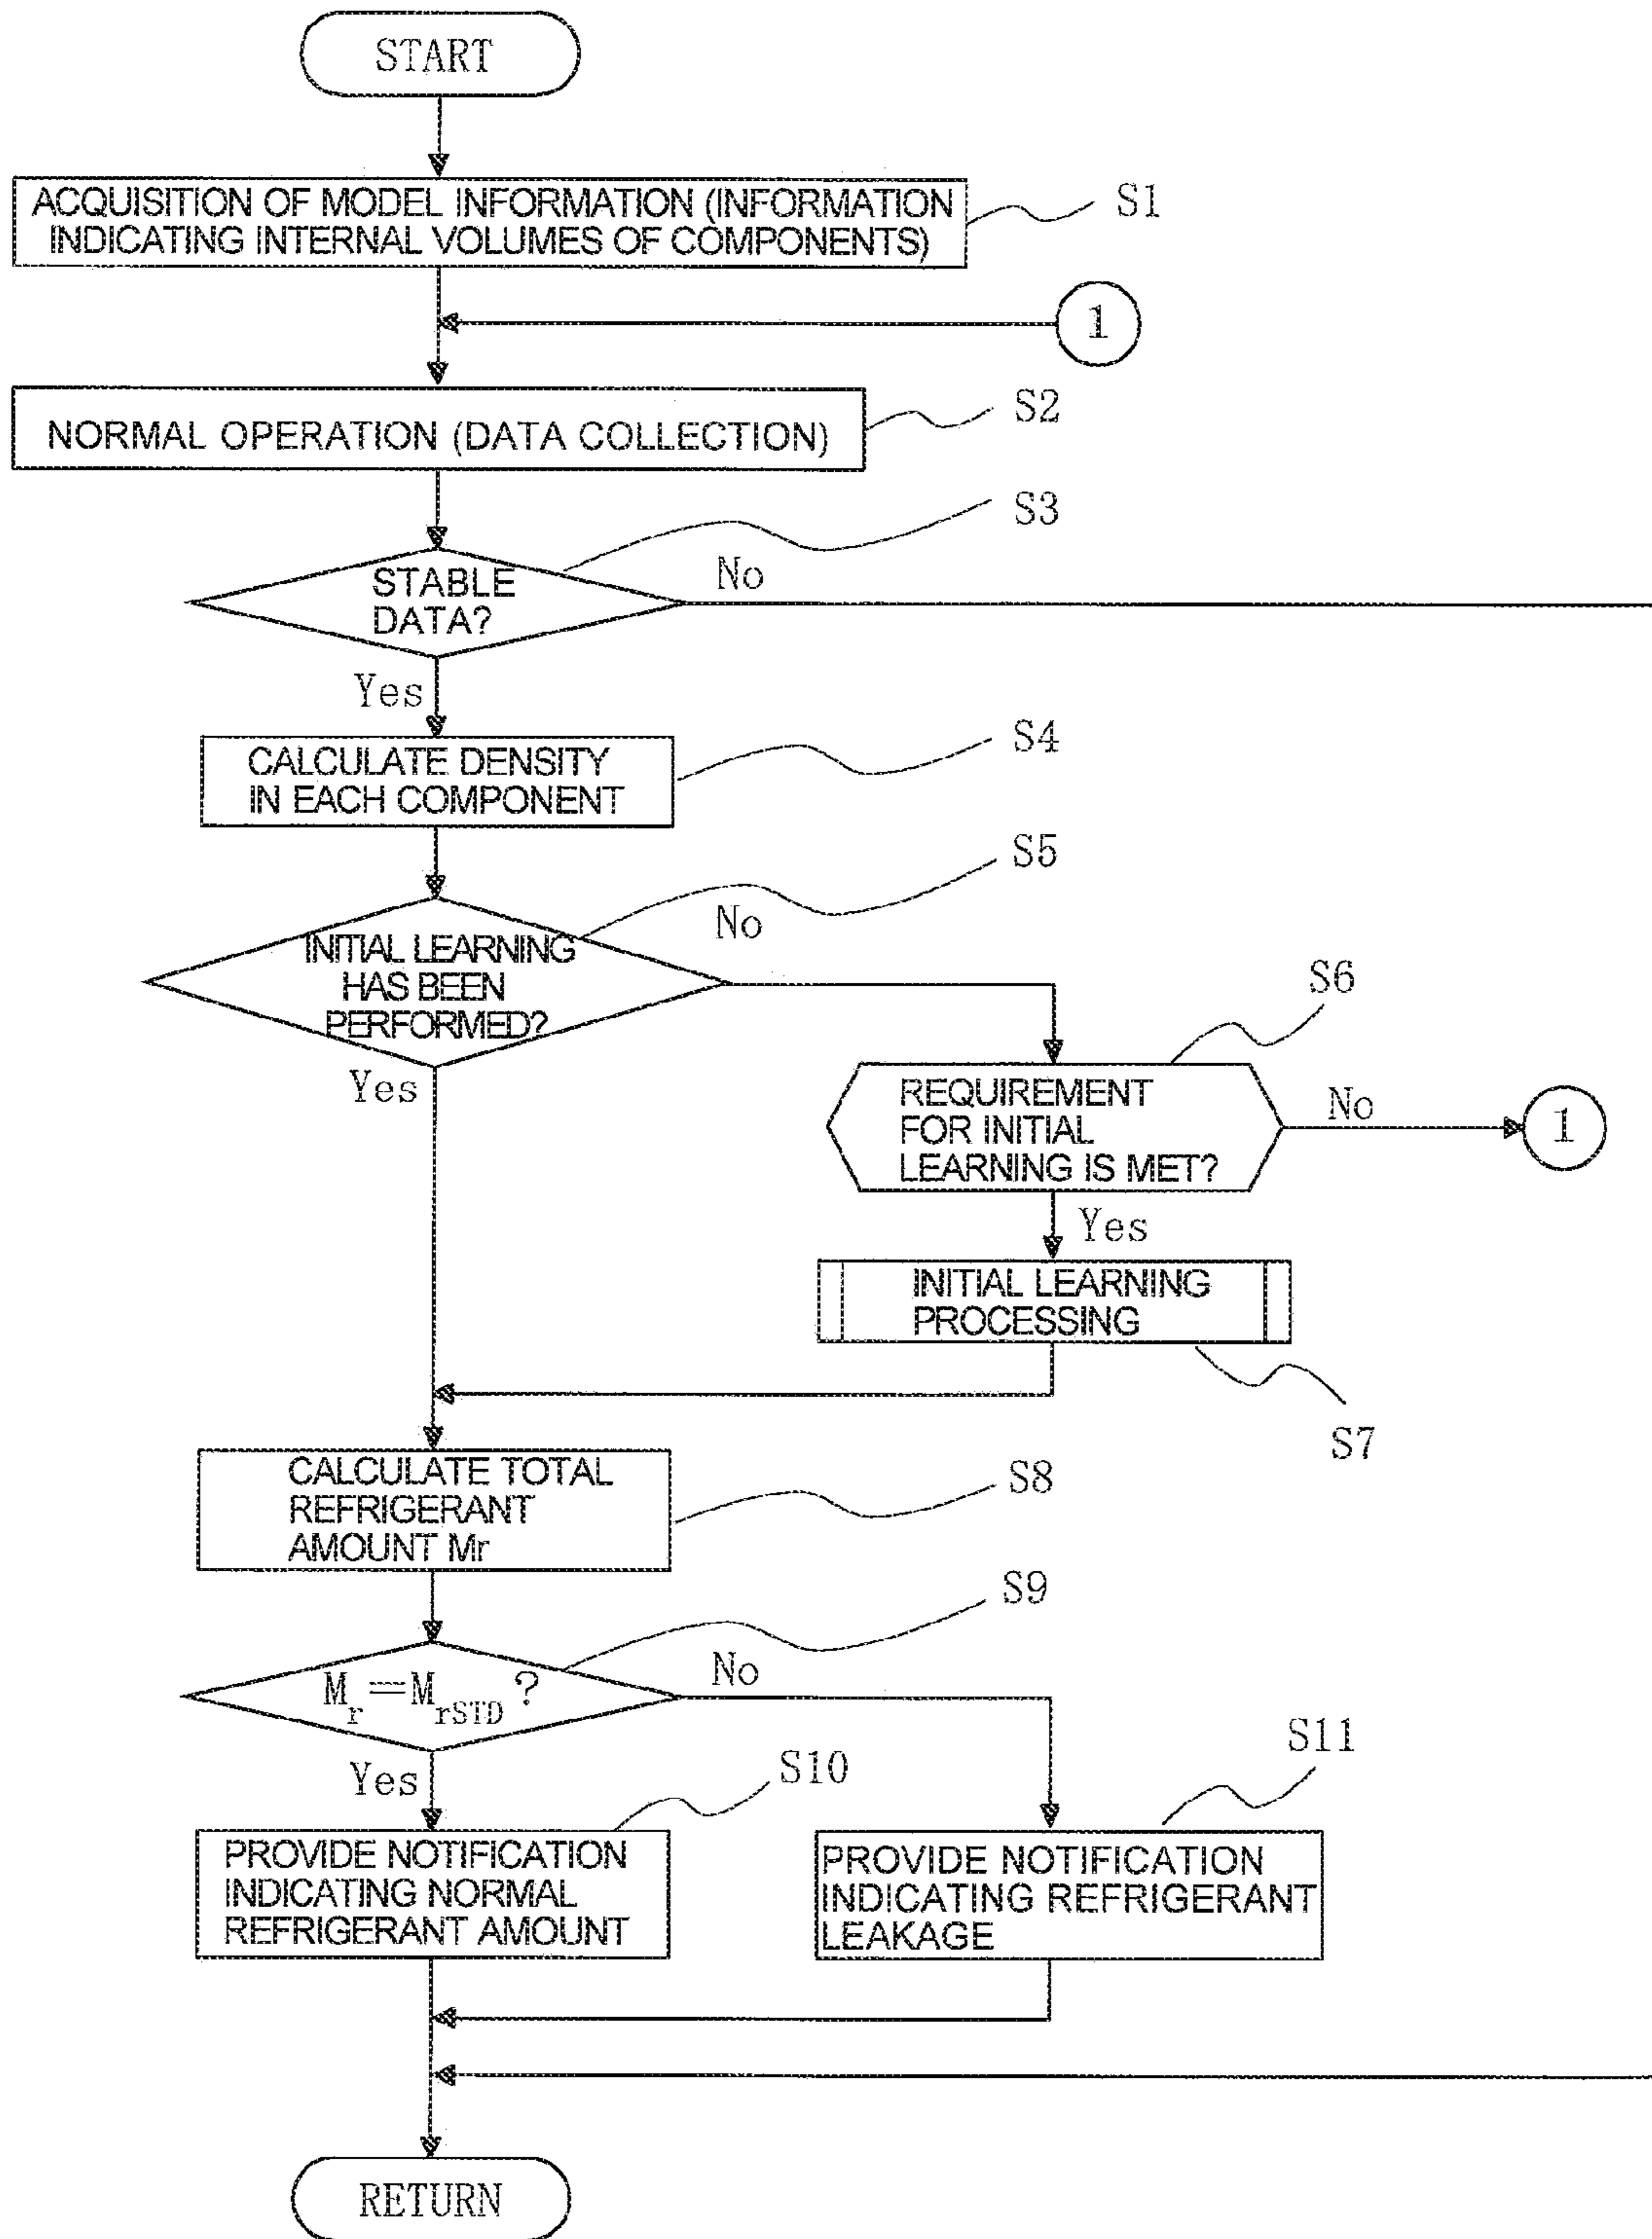 START
ACQUISITION OF MODEL INFORMATION (INFORMATION
INDICATING INTERNAL VOLUMES OF COMPONENTS)
S1
1
NORMAL OPERATION (DATA COLLECTION)
S2
S3
STABLE
DATA?
No
Yes
CALCULATE DENSITY
IN EACH COMPONENT
S4
S5
INITIAL LEARNING
HAS BEEN
PERFORMED?
No
Yes
S6
REQUIREMENT
FOR INITIAL
LEARNING IS MET?
No
1
Yes
INITIAL LEARNING
PROCESSING
S7
CALCULATE TOTAL
REFRIGERANT
AMOUNT Mr
S8
S9
Mr=MrSTD?
No
Yes
S10
S11
PROVIDE NOTIFICATION
INDICATING NORMAL
REFRIGERANT AMOUNT
PROVIDE NOTIFICATION
INDICATING REFRIGERANT
LEAKAGE
RETURN